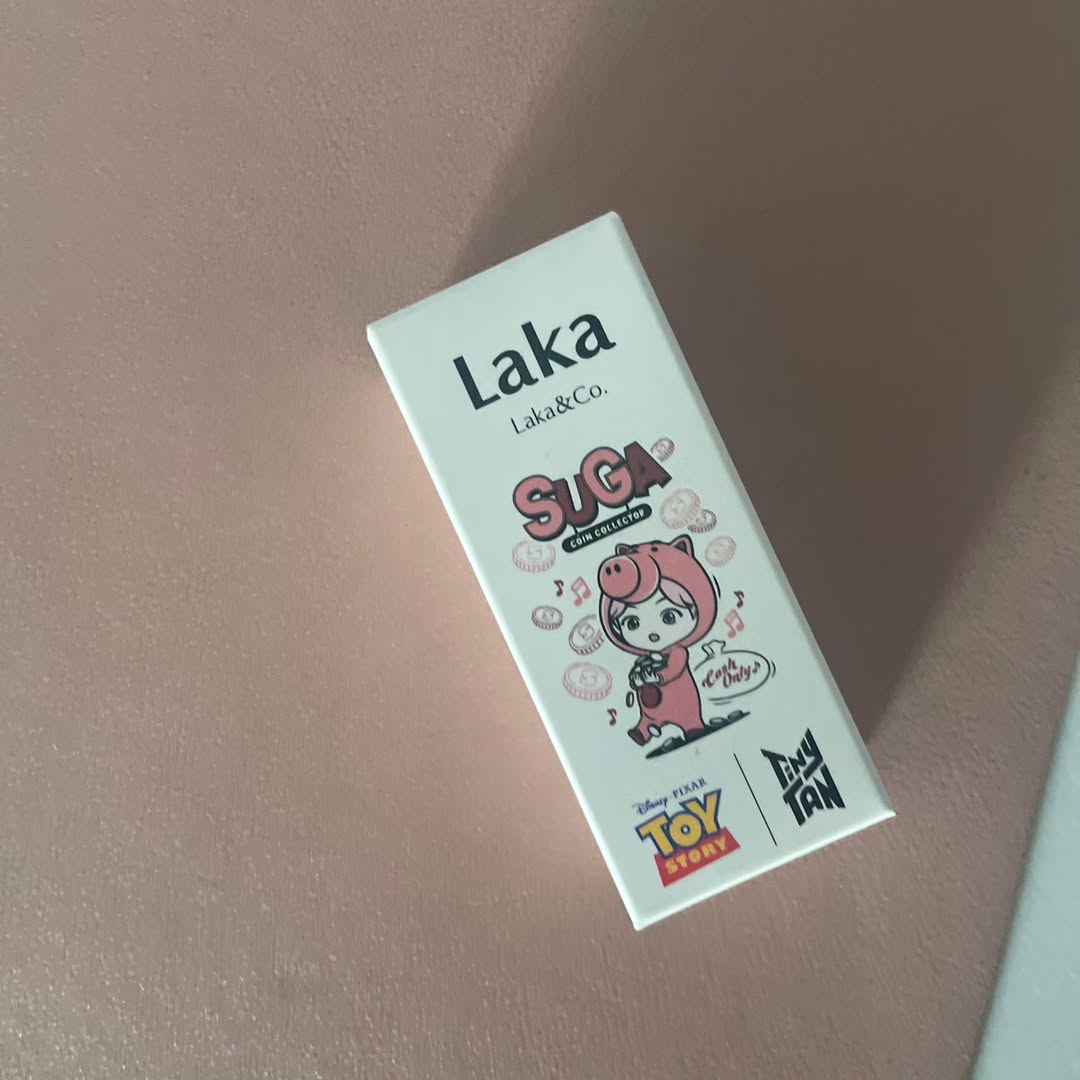 Laka
Laka&Co.
SUGA
COIN COLLECTOR
Cash
Only
Disney · PIXAR
TOY
STORY
TiNY
TAN